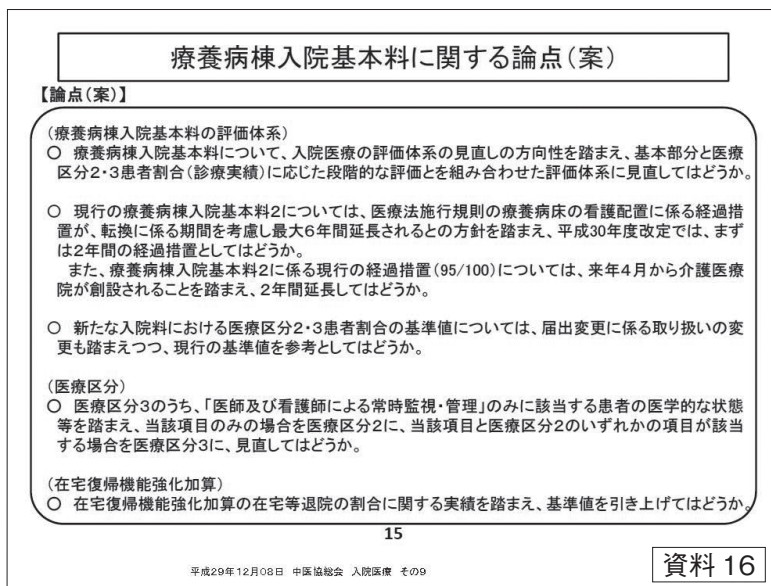 療養病棟入院基本料に関する論点(案)
【論点(案)】
(療養病棟入院基本料の評価体系)
○ 療養病棟入院基本料について、入院医療の評価体系の見直しの方向性を踏まえ、基本部分と医療
区分2・3患者割合(診療実績)に応じた段階的な評価とを組み合わせた評価体系に見直してはどうか。
○ 現行の療養病棟入院基本料2については、医療法施行規則の療養病床の看護配置に係る経過措
置が、転換に係る期間を考慮し最大6年間延長されるとの方針を踏まえ、平成30年度改定では、まず
は2年間の経過措置としてはどうか。
また、療養病棟入院基本料2に係る現行の経過措置(95/100)については、来年4月から介護医療
院が創設されることを踏まえ、2年間延長してはどうか。
○ 新たな入院料における医療区分2・3患者割合の基準値については、届出変更に係る取り扱いの変
更も踏まえつつ、現行の基準値を参考としてはどうか。
(医療区分)
○ 医療区分3のうち、「医師及び看護師による常時監視・管理」のみに該当する患者の医学的な状態
等を踏まえ、当該項目のみの場合を医療区分2に、当該項目と医療区分2のいずれかの項目が該当
する場合を医療区分3に、見直してはどうか。
(在宅復帰機能強化加算)
○ 在宅復帰機能強化加算の在宅等退院の割合に関する実績を踏まえ、基準値を引き上げてはどうか。
15
平成29年12月08日 中医協総会 入院医療 その9
資料 16